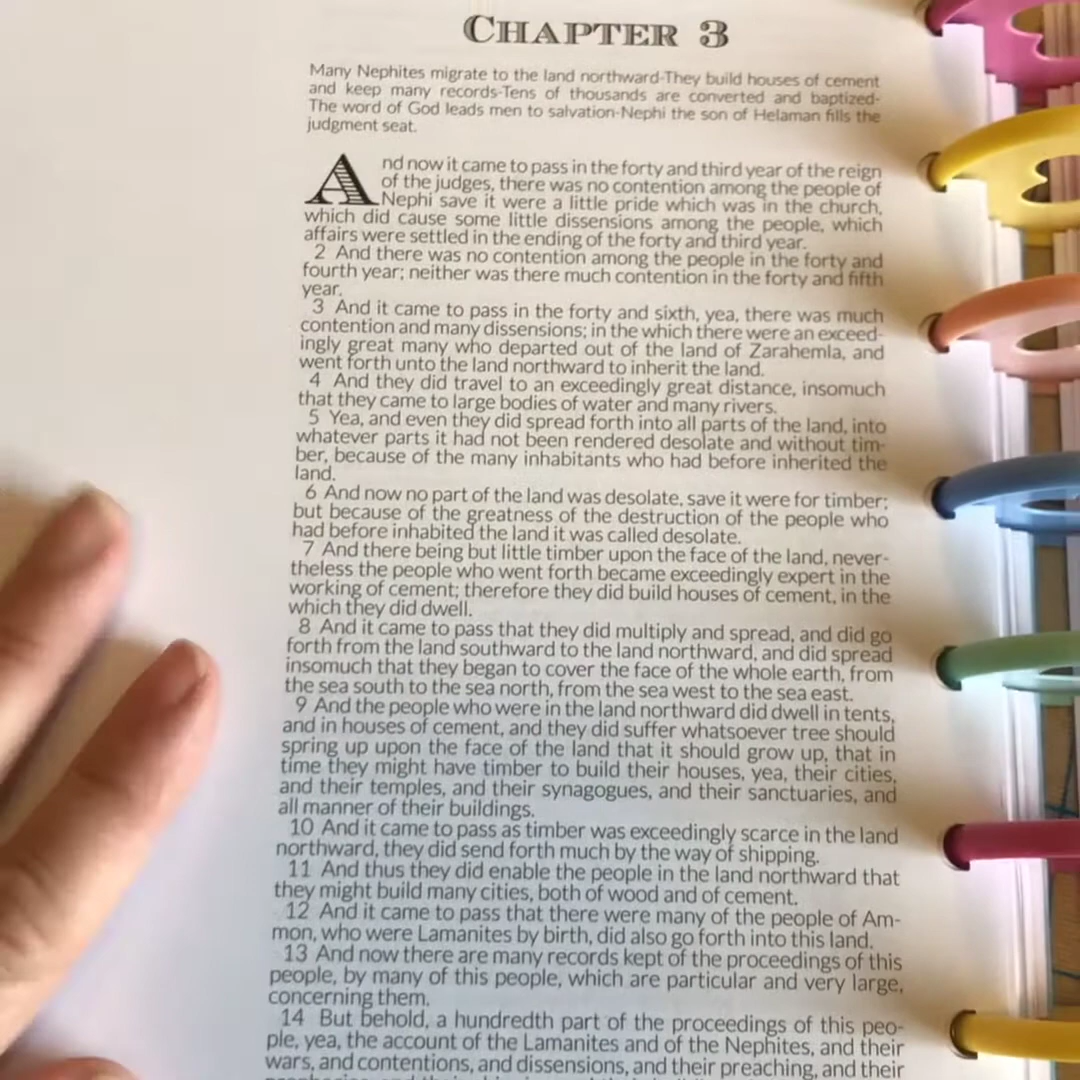 CHAPTER 3
Many Nephites migrate to the land northward-They build houses of cement
and keep many records-Tens of thousands are converted and baptized-
The word of God leads men to salvation-Nephi the son of Helaman fills the
judgment seat.
And now it came to pass in the forty and third year of the reign
of the judges, there was no contention among the people of
Nephi save it were a little pride which was in the church,
which did cause some little dissensions among the people, which
affairs were settled in the ending of the forty and third year.
2 And there was no contention among the people in the forty and
fourth year; neither was there much contention in the forty and fifth
year.
3 And it came to pass in the forty and sixth, yea, there was much
contention and many dissensions; in the which there were an exceed-
ingly great many who departed out of the land of Zarahemla, and
went forth unto the land northward to inherit the land.
4 And they did travel to an exceedingly great distance, insomuch
that they came to large bodies of water and many rivers.
5 Yea, and even they did spread forth into all parts of the land, into
whatever parts it had not been rendered desolate and without tim-
ber, because of the many inhabitants who had before inherited the
land.
6 And now no part of the land was desolate, save it were for timber;
but because of the greatness of the destruction of the people who
had before inhabited the land it was called desolate.
7 And there being but little timber upon the face of the land, never-
theless the people who went forth became exceedingly expert in the
working of cement; therefore they did build houses of cement, in the
which they did dwell.
8 And it came to pass that they did multiply and spread, and did go
forth from the land southward to the land northward, and did spread
insomuch that they began to cover the face of the whole earth, from
the sea south to the sea north, from the sea west to the sea east.
9 And the people who were in the land northward did dwell in tents,
and in houses of cement, and they did suffer whatsoever tree should
spring up upon the face of the land that it should grow up, that in
time they might have timber to build their houses, yea, their cities,
and their temples, and their synagogues, and their sanctuaries, and
all manner of their buildings.
10 And it came to pass as timber was exceedingly scarce in the land
northward, they did send forth much by the way of shipping.
11 And thus they did enable the people in the land northward that
they might build many cities, both of wood and of cement.
12 And it came to pass that there were many of the people of Am-
mon, who were Lamanites by birth, did also go forth into this land.
13 And now there are many records kept of the proceedings of this
people, by many of this people, which are particular and very large,
concerning them.
14 But behold, a hundredth part of the proceedings of this peo-
ple, yea, the account of the Lamanites and of the Nephites, and their
wars, and contentions, and dissensions, and their preaching, and their